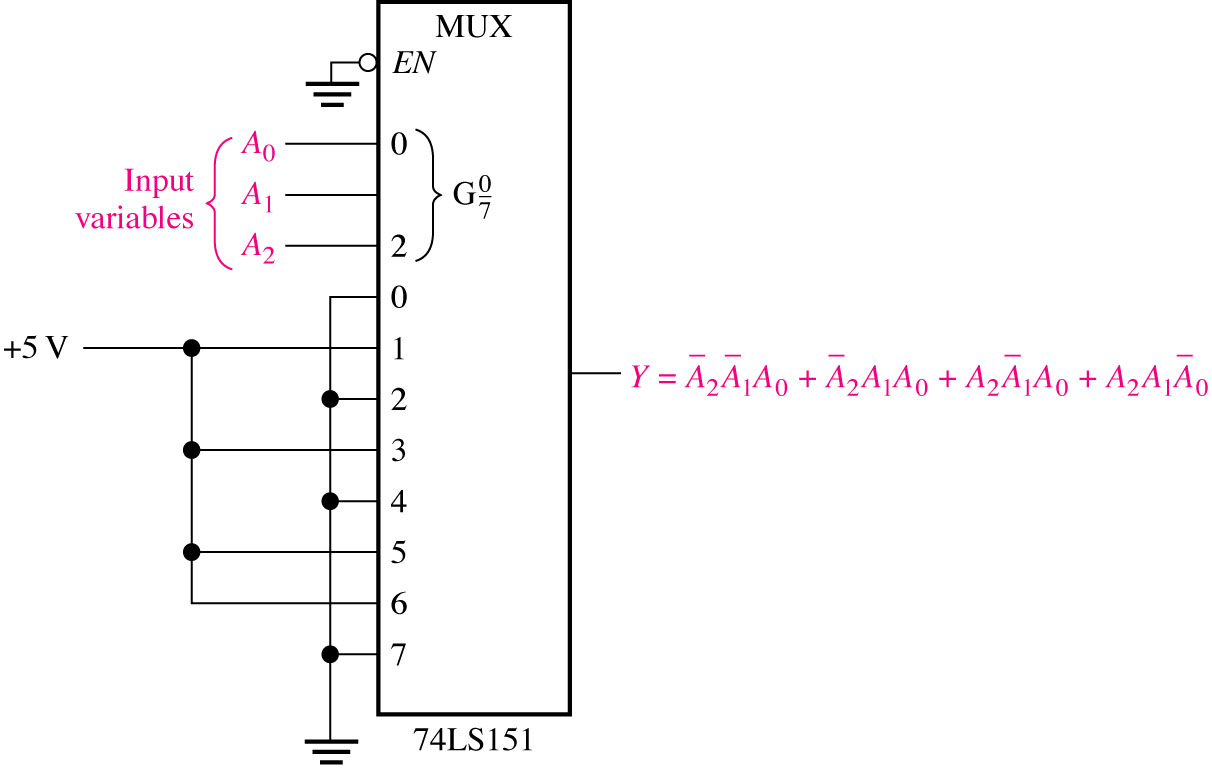 MUX
EN
A0
0
Input
variables
A1
G 0/7
A2
2
0
+5 V
1
2
Y = A̅2A̅1A0 + A̅2A1A0 + A2A̅1A0 + A2A1A̅0
3
4
5
6
7
74LS151